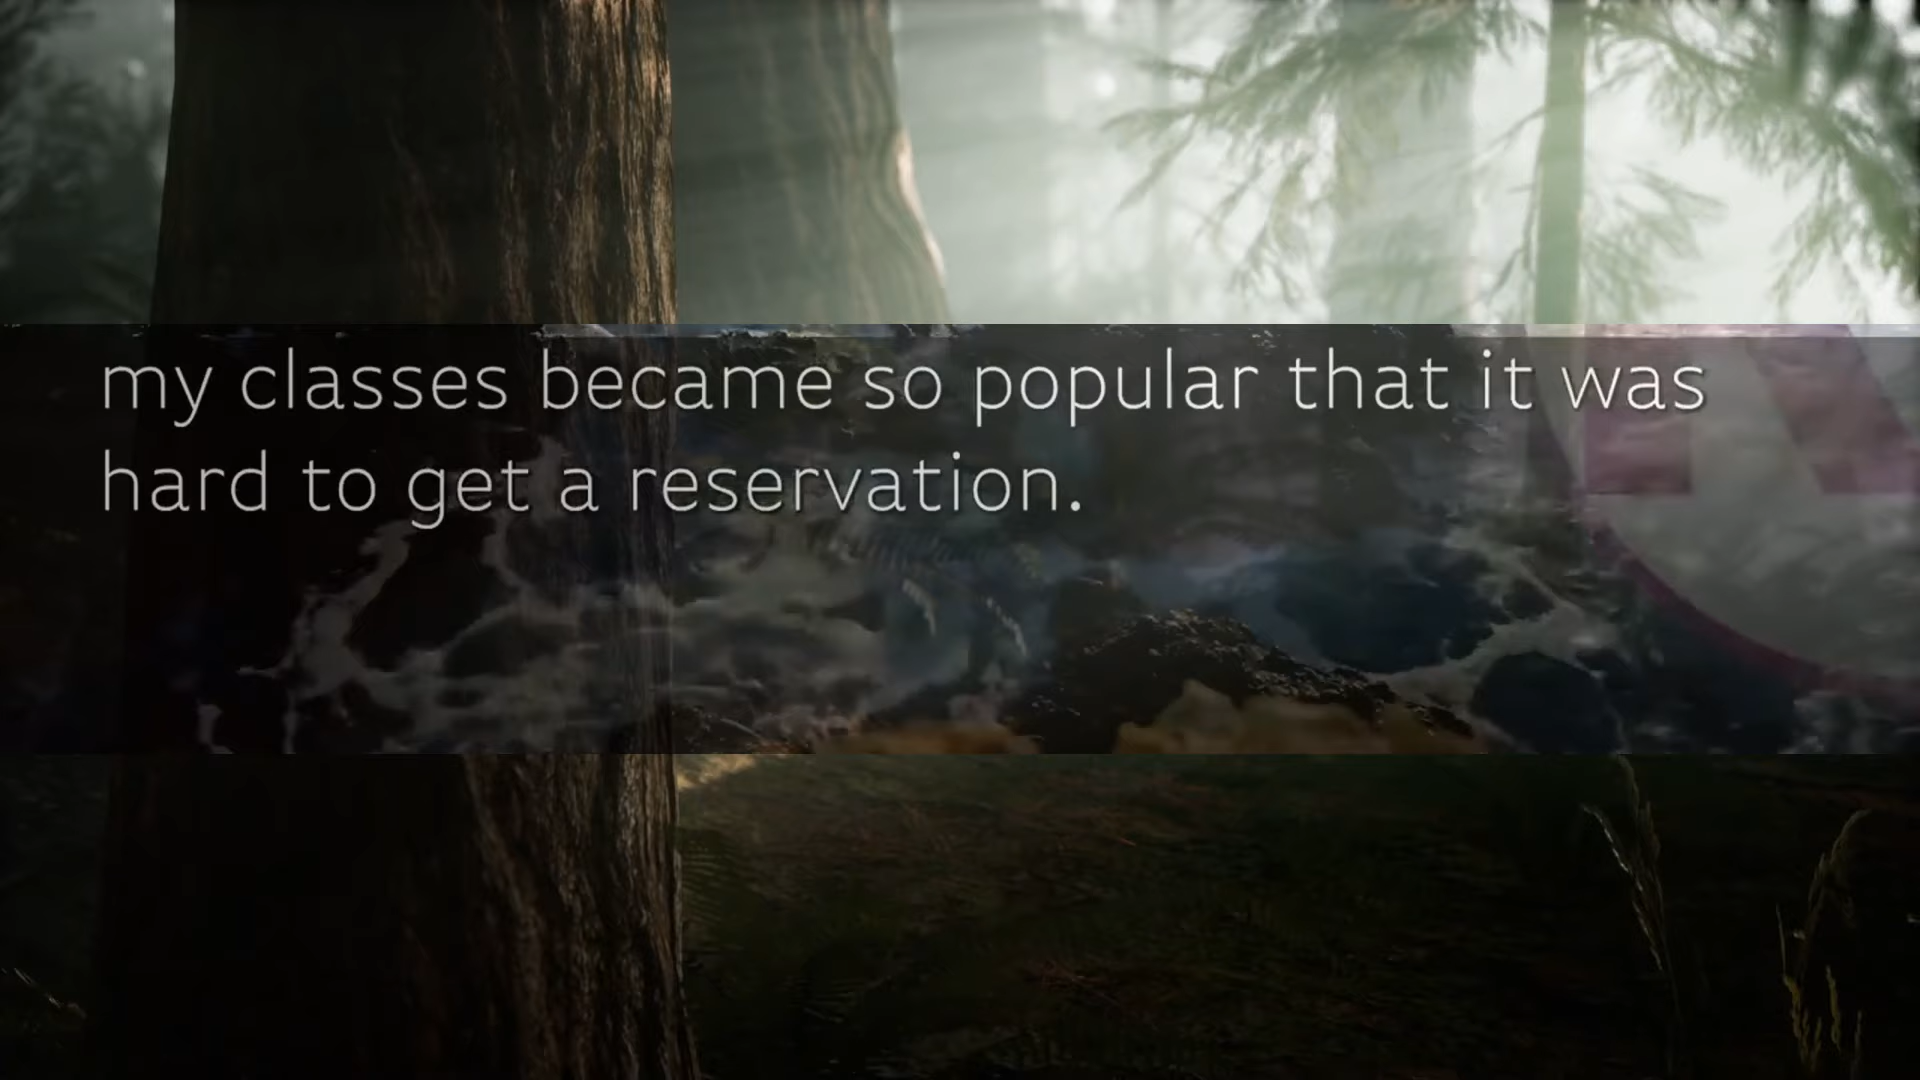 my classes became so popular that it was
hard to get a reservation.